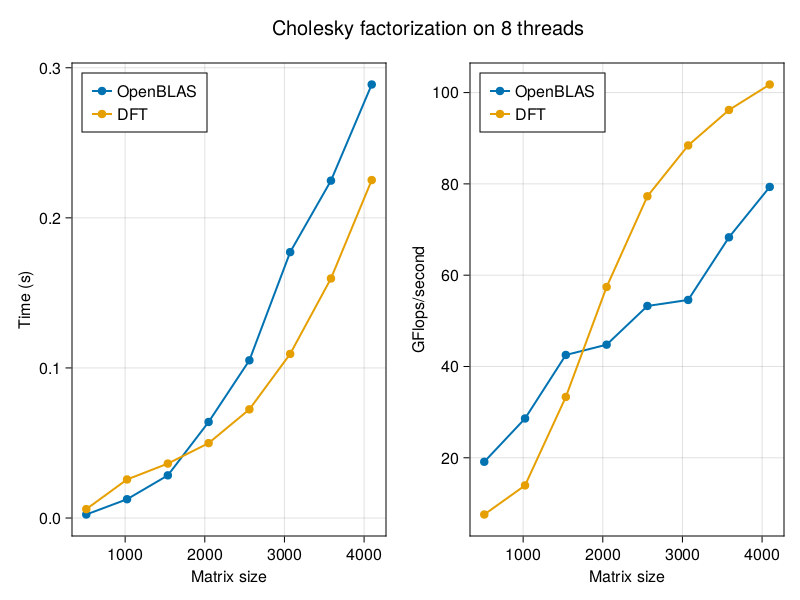 Cholesky factorization on 8 threads
OpenBLAS
DFT
0.3
0.2
0.1
0.0
Time (s)
1000 2000 3000 4000
Matrix size
OpenBLAS
DFT
100
80
60
40
20
GFlops/second
1000 2000 3000 4000
Matrix size